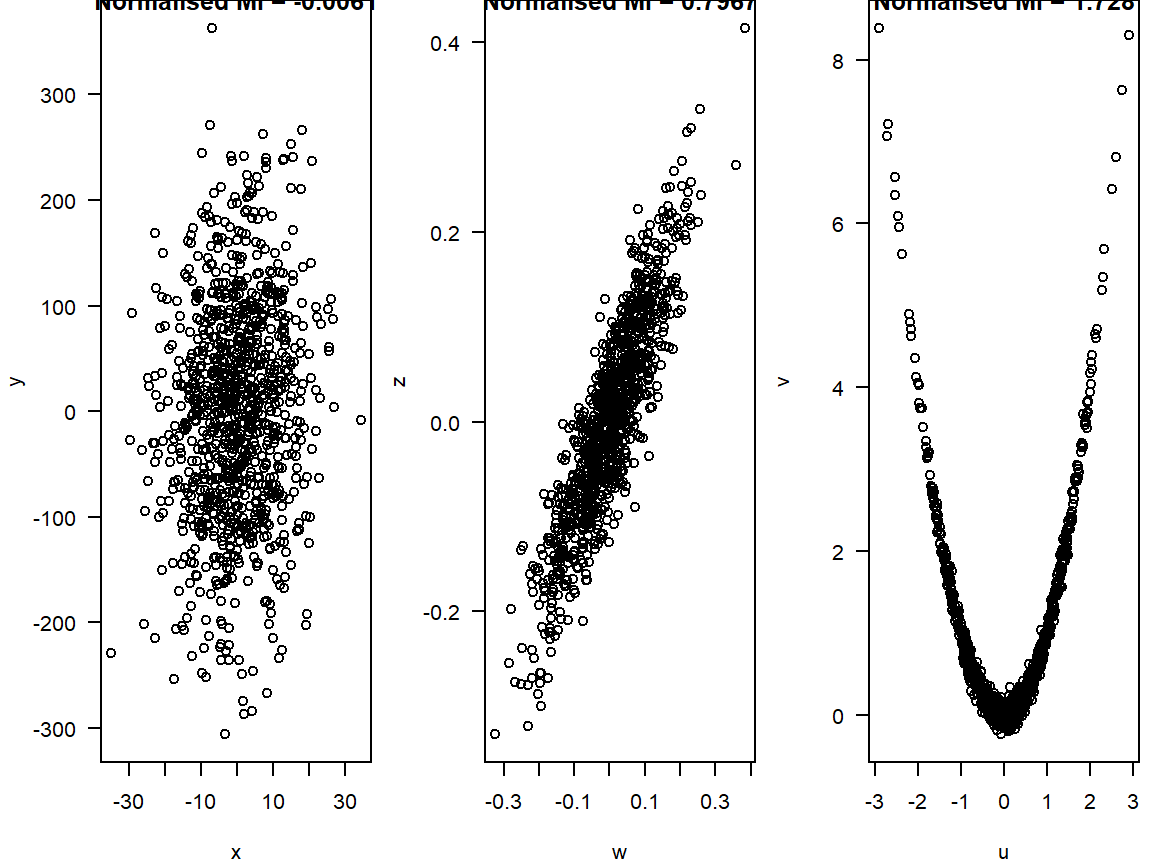 Normalised MI = -0.0061
Normalised MI = 0.7967
Normalised MI = 1.728
300
200
100
0
-100
-200
-300
y
-30 -10 10 30
x
0.4
0.2
0.0
-0.2
z
-0.3 -0.1 0.1 0.3
w
8
6
4
2
0
v
-3 -2 -1 0 1 2 3
u